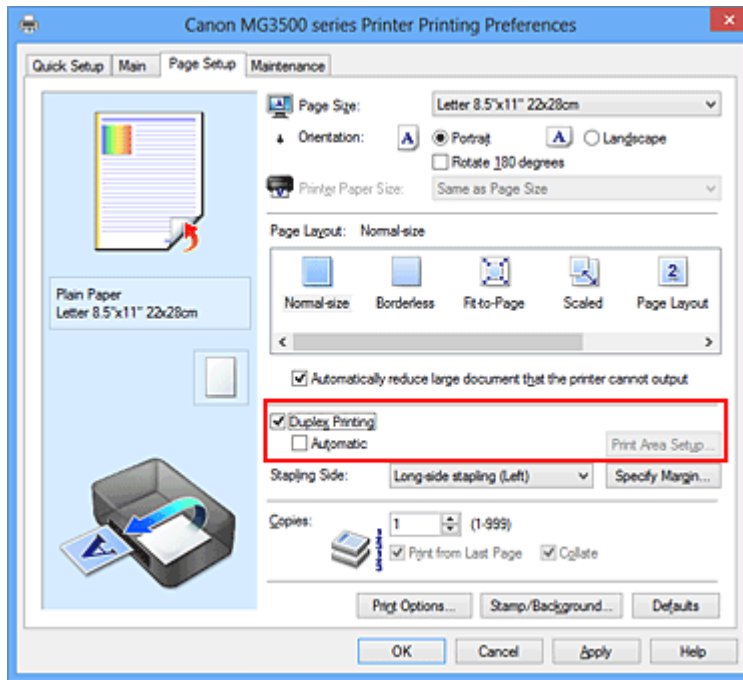 Canon MG3500 series Printer Printing Preferences
Quick Setup Main Page Setup Maintenance
Page Size: Letter 8.5"x11" 22x28cm
Orientation: A Portrait A Landscape
Rotate 180 degrees
Printer Paper Size: Same as Page Size
Page Layout: Normal-size
2
Normal-size Borderless Fit-to-Page Scaled Page Layout
Plain Paper
Letter 8.5"x11" 22x28cm
Automatically reduce large document that the printer cannot output
Duplex Printing
Automatic Print Area Setup...
Stapling Side: Long-side stapling (Left) Specify Margin...
Copies: 1 (1-999)
Print from Last Page Collate
A
Print Options... Stamp/Background... Defaults
OK Cancel Apply Help